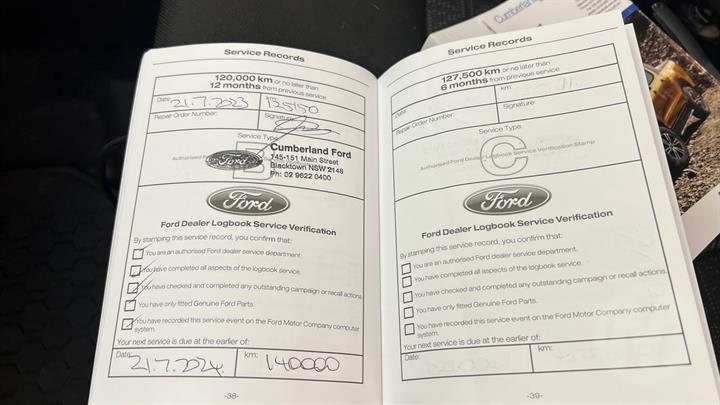 Cumberland
Service Records
120,000 km or no later than
12 months from previous service
Date: 21.7.2023
km: 125150
Repair Order Number:
Signature:
Service Type
B
Authorised
Ford
Cumberland Ford
145-151 Main Street
Blacktown NSW 2148
Ph: 02 9622 0400
Ford
Ford Dealer Logbook Service Verification
By stamping this service record, you confirm that:
You are an authorised Ford dealer service department.
You have completed all aspects of the logbook service.
You have checked and completed any outstanding campaign or recall actions.
You have only fitted Genuine Ford Parts.
You have recorded this service event on the Ford Motor Company computer
system.
Your next service is due at the earlier of:
Date: 21.7.2024
km: 140000
-38-
Service Records
127,500 km or no later than
6 months from previous service
Date:
km:
Repair Order Number:
Signature:
Service Type
C
Authorised Ford Dealer Logbook Service Verification Stamp
Ford
Ford Dealer Logbook Service Verification
By stamping this service record, you confirm that:
You are an authorised Ford dealer service department.
You have completed all aspects of the logbook service.
You have checked and completed any outstanding campaign or recall actions.
You have only fitted Genuine Ford Parts.
You have recorded this service event on the Ford Motor Company computer
system.
Your next service is due at the earlier of:
Date:
km:
-39-